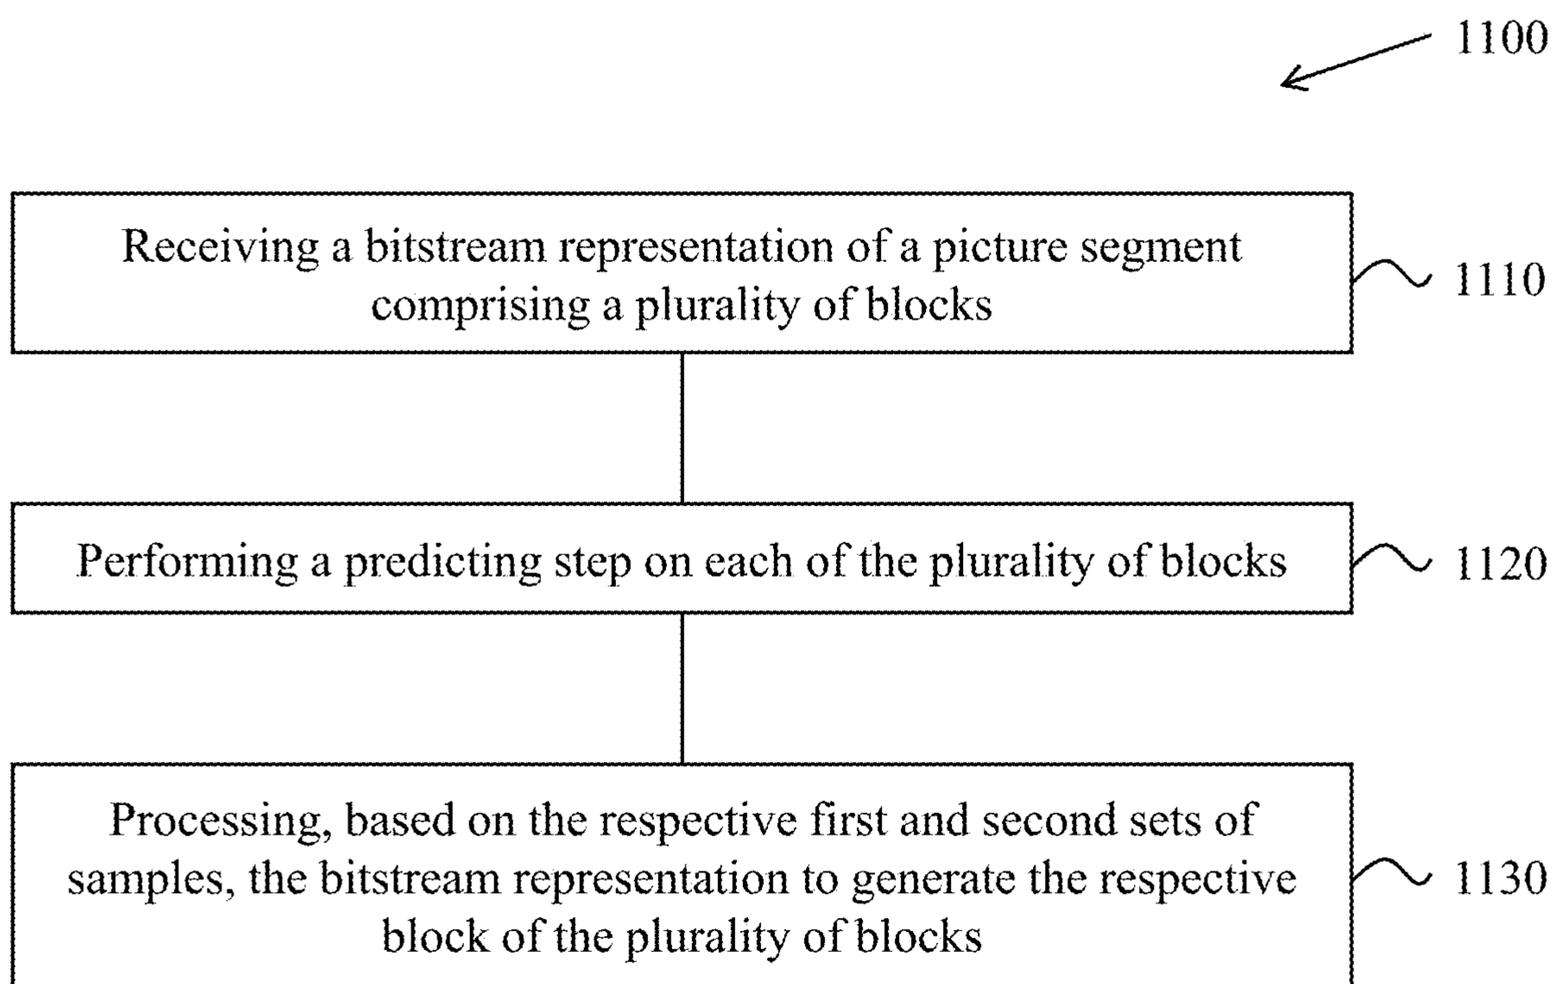 1100
Receiving a bitstream representation of a picture segment
comprising a plurality of blocks
1110
Performing a predicting step on each of the plurality of blocks
1120
Processing, based on the respective first and second sets of
samples, the bitstream representation to generate the respective
block of the plurality of blocks
1130